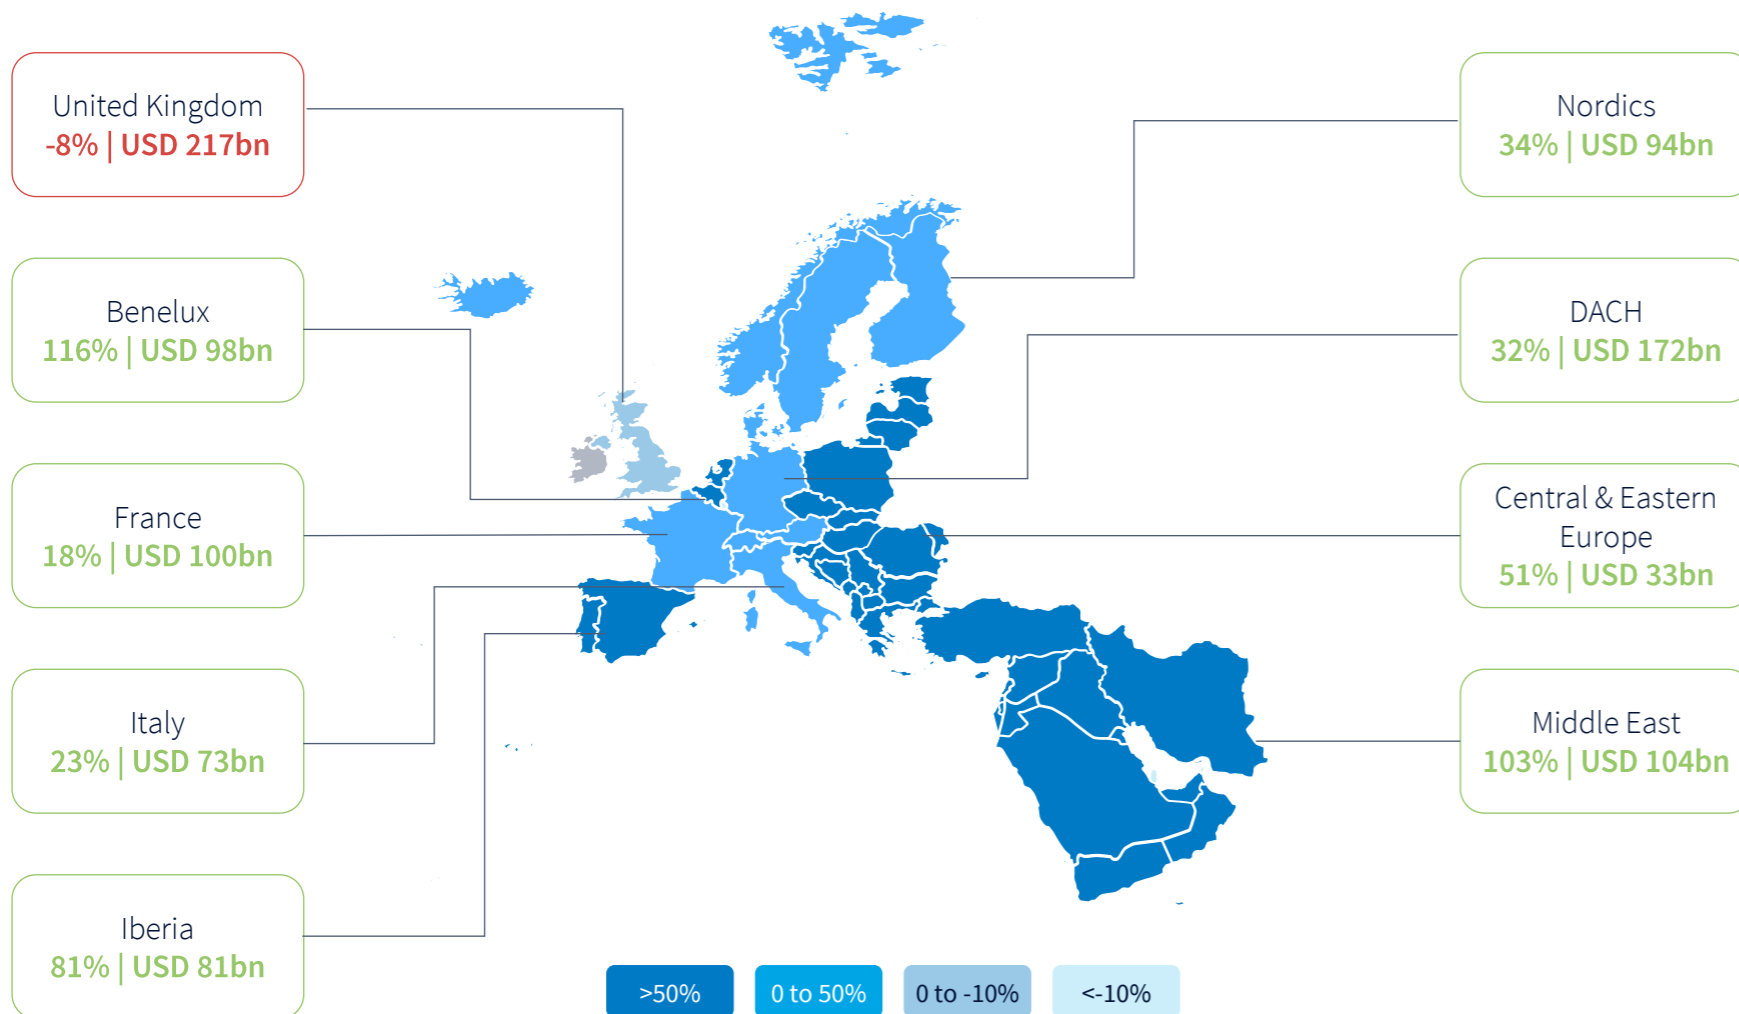 United Kingdom
-8% | USD 217bn
Benelux
116% | USD 98bn
France
18% | USD 100bn
Italy
23% | USD 73bn
Iberia
81% | USD 81bn
Nordics
34% | USD 94bn
DACH
32% | USD 172bn
Central & Eastern
Europe
51% | USD 33bn
Middle East
103% | USD 104bn
>50%
0 to 50%
0 to -10%
<-10%